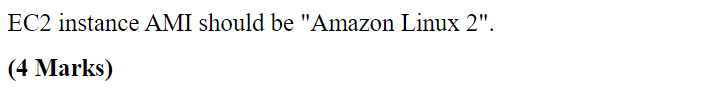 EC2 instance AMI should be "Amazon Linux 2".
(4 Marks)